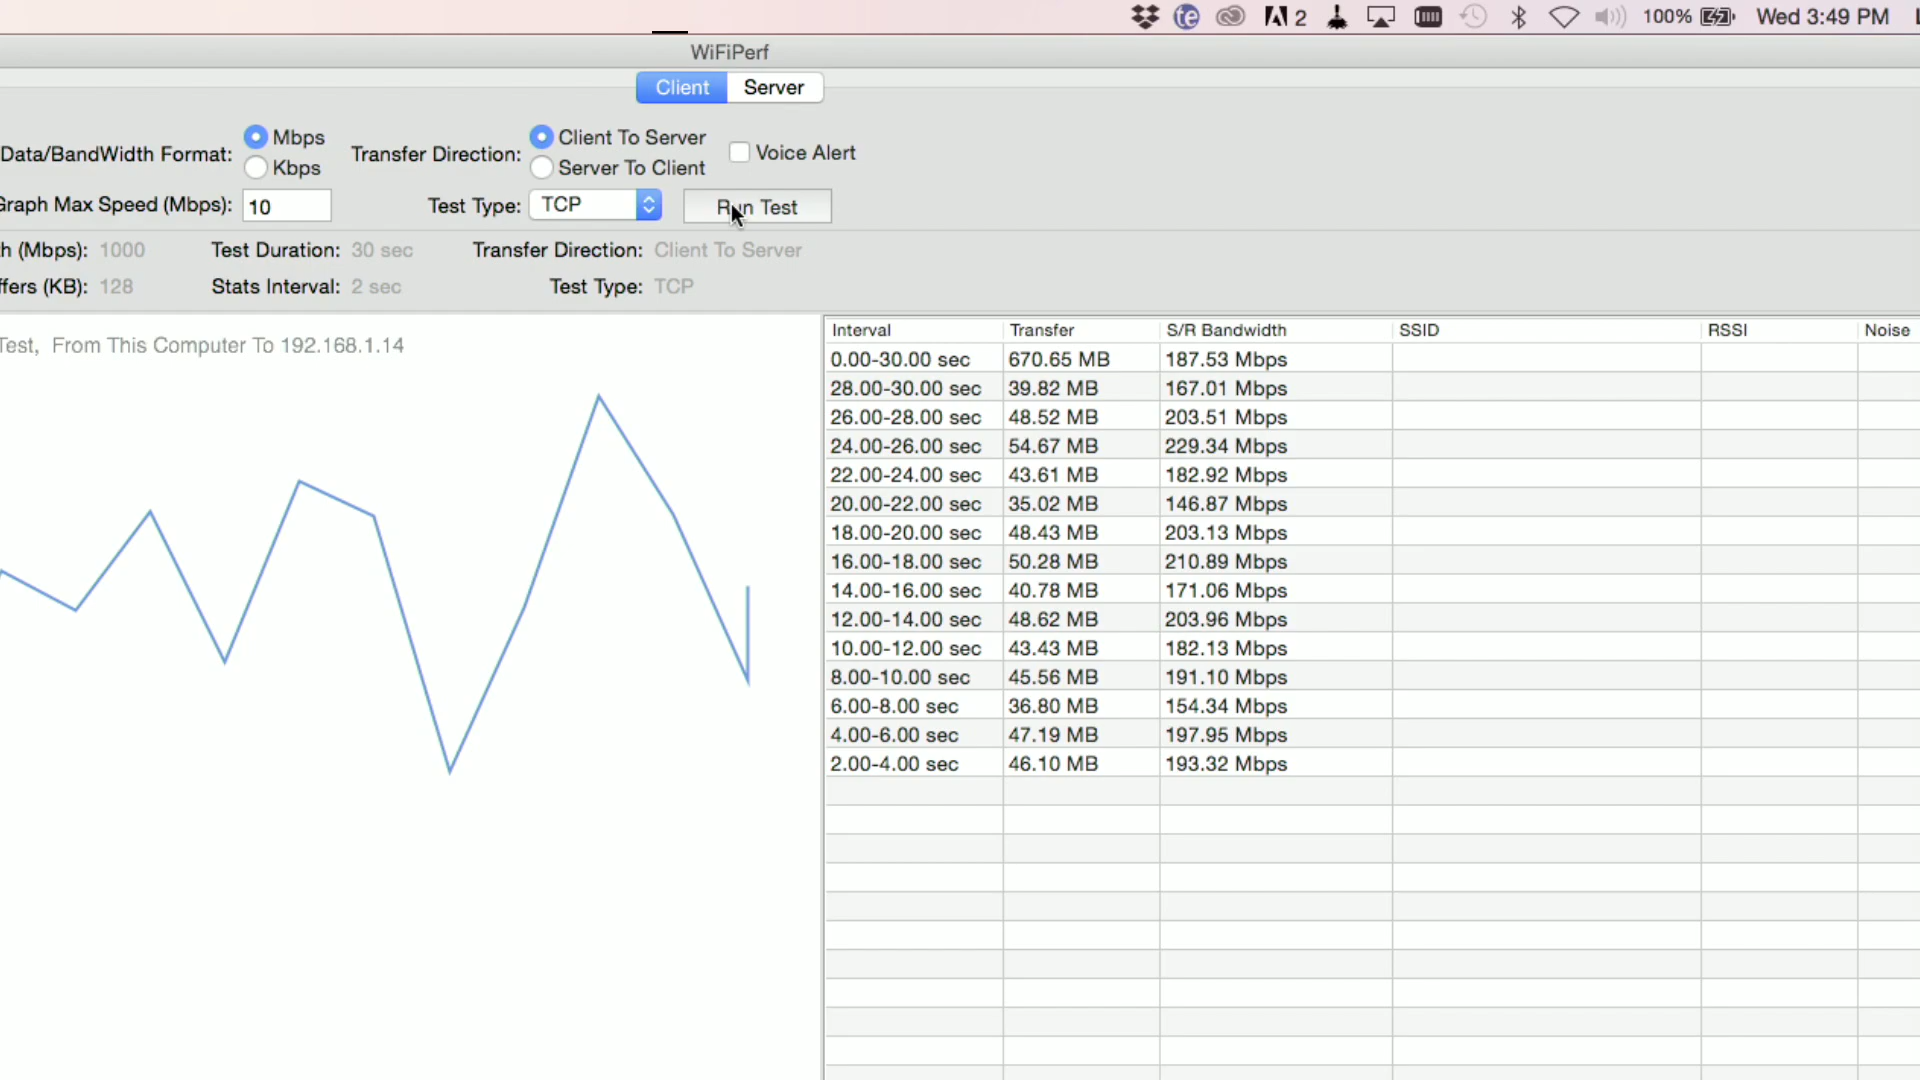 2 100% Wed 3:49 PM
WiFiPerf
Client Server
Data/BandWidth Format: Mbps Kbps Transfer Direction: Client To Server Server To Client Voice Alert
Graph Max Speed (Mbps): 10 Test Type: TCP Run Test
h (Mbps): 1000 Test Duration: 30 sec Transfer Direction: Client To Server
ffers (KB): 128 Stats Interval: 2 sec Test Type: TCP
Test, From This Computer To 192.168.1.14
Interval Transfer S/R Bandwidth SSID RSSI Noise
0.00-30.00 sec 670.65 MB 187.53 Mbps
28.00-30.00 sec 39.82 MB 167.01 Mbps
26.00-28.00 sec 48.52 MB 203.51 Mbps
24.00-26.00 sec 54.67 MB 229.34 Mbps
22.00-24.00 sec 43.61 MB 182.92 Mbps
20.00-22.00 sec 35.02 MB 146.87 Mbps
18.00-20.00 sec 48.43 MB 203.13 Mbps
16.00-18.00 sec 50.28 MB 210.89 Mbps
14.00-16.00 sec 40.78 MB 171.06 Mbps
12.00-14.00 sec 48.62 MB 203.96 Mbps
10.00-12.00 sec 43.43 MB 182.13 Mbps
8.00-10.00 sec 45.56 MB 191.10 Mbps
6.00-8.00 sec 36.80 MB 154.34 Mbps
4.00-6.00 sec 47.19 MB 197.95 Mbps
2.00-4.00 sec 46.10 MB 193.32 Mbps